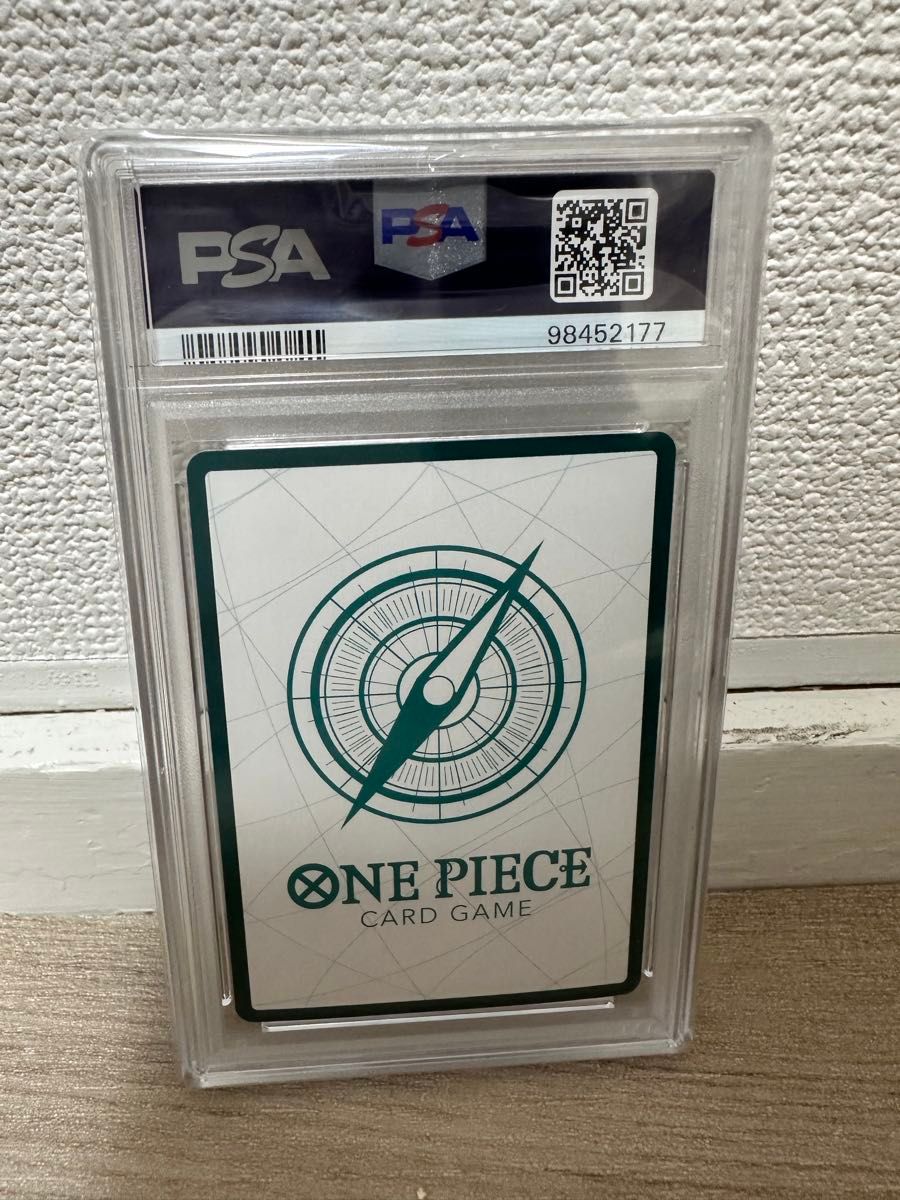 PSA
PSA
98452177
ONE PIECE
CARD GAME